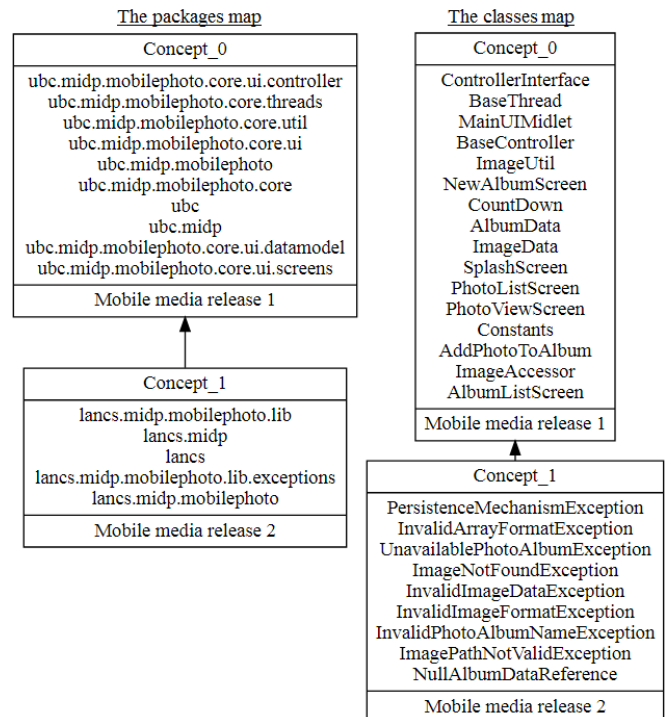 The packages map
Concept_0
ubc.midp.mobilephoto.core.ui.controller
ubc.midp.mobilephoto.core.threads
ubc.midp.mobilephoto.core.util
ubc.midp.mobilephoto.core.ui
ubc.midp.mobilephoto
ubc.midp.mobilephoto.core
ubc
ubc.midp
ubc.midp.mobilephoto.core.ui.datamodel
ubc.midp.mobilephoto.core.ui.screens
Mobile media release 1
Concept_1
lancs.midp.mobilephoto.lib
lancs.midp
lancs
lancs.midp.mobilephoto.lib.exceptions
lancs.midp.mobilephoto
Mobile media release 2
The classes map
Concept_0
ControllerInterface
BaseThread
MainUIMidlet
BaseController
ImageUtil
NewAlbumScreen
CountDown
AlbumData
ImageData
SplashScreen
PhotoListScreen
PhotoViewScreen
Constants
AddPhotoToAlbum
ImageAccessor
AlbumListScreen
Mobile media release 1
Concept_1
PersistenceMechanismException
InvalidArrayFormatException
UnavailablePhotoAlbumException
ImageNotFoundException
InvalidImageDataException
InvalidImageFormatException
InvalidPhotoAlbumNameException
ImagePathNotValidException
NullAlbumDataReference
Mobile media release 2